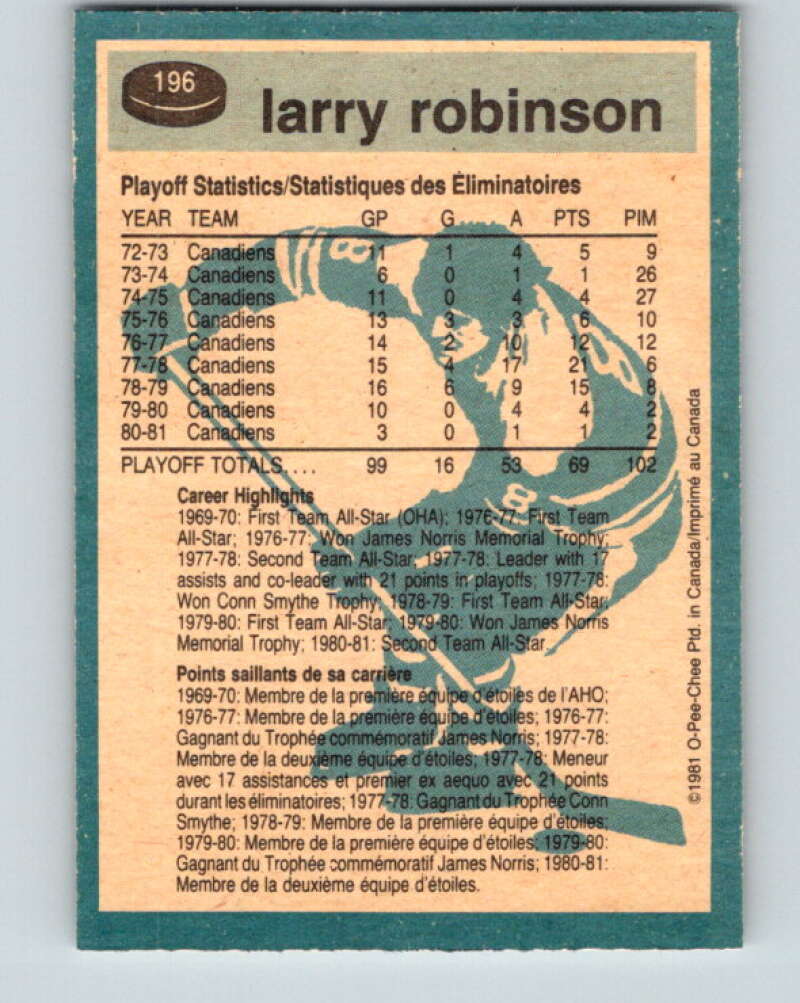 196
larry robinson
Playoff Statistics/Statistiques des Éliminatoires
YEAR TEAM GP G A PTS PIM
72-73 Canadiens 11 1 4 5 9
73-74 Canadiens 6 0 1 1 26
74-75 Canadiens 11 0 4 4 27
75-76 Canadiens 13 3 3 6 10
76-77 Canadiens 14 2 10 12 12
77-78 Canadiens 15 4 17 21 6
78-79 Canadiens 16 6 9 15 8
79-80 Canadiens 10 0 4 4 2
80-81 Canadiens 3 0 1 1 2
PLAYOFF TOTALS.... 99 16 53 69 102
Career Highlights
1969-70: First Team All-Star (OHA); 1976-77: First Team
All-Star; 1976-77: Won James Norris Memorial Trophy;
1977-78: Second Team All-Star; 1977-78: Leader with 17
assists and co-leader with 21 points in playoffs; 1977-78:
Won Conn Smythe Trophy; 1978-79: First Team All-Star;
1979-80: First Team All-Star; 1979-80: Won James Norris
Memorial Trophy; 1980-81: Second Team All-Star.
Points saillants de sa carrière
1969-70: Membre de la première équipe d'étoiles de l'AHO;
1976-77: Membre de la première équipe d'étoiles; 1976-77:
Gagnant du Trophée commémoratif James Norris; 1977-78:
Membre de la deuxième équipe d'étoiles; 1977-78: Meneur
avec 17 assistances et premier ex aequo avec 21 points
durant les éliminatoires; 1977-78: Gagnant du Trophée Conn
Smythe; 1978-79: Membre de la première équipe d'étoiles;
1979-80: Membre de la première équipe d'étoiles; 1979-80:
Gagnant du Trophée commémoratif James Norris; 1980-81:
Membre de la deuxième équipe d'étoiles.
©1981 O-Pee-Chee Ptd. in Canada/Imprimé au Canada
8
8
8